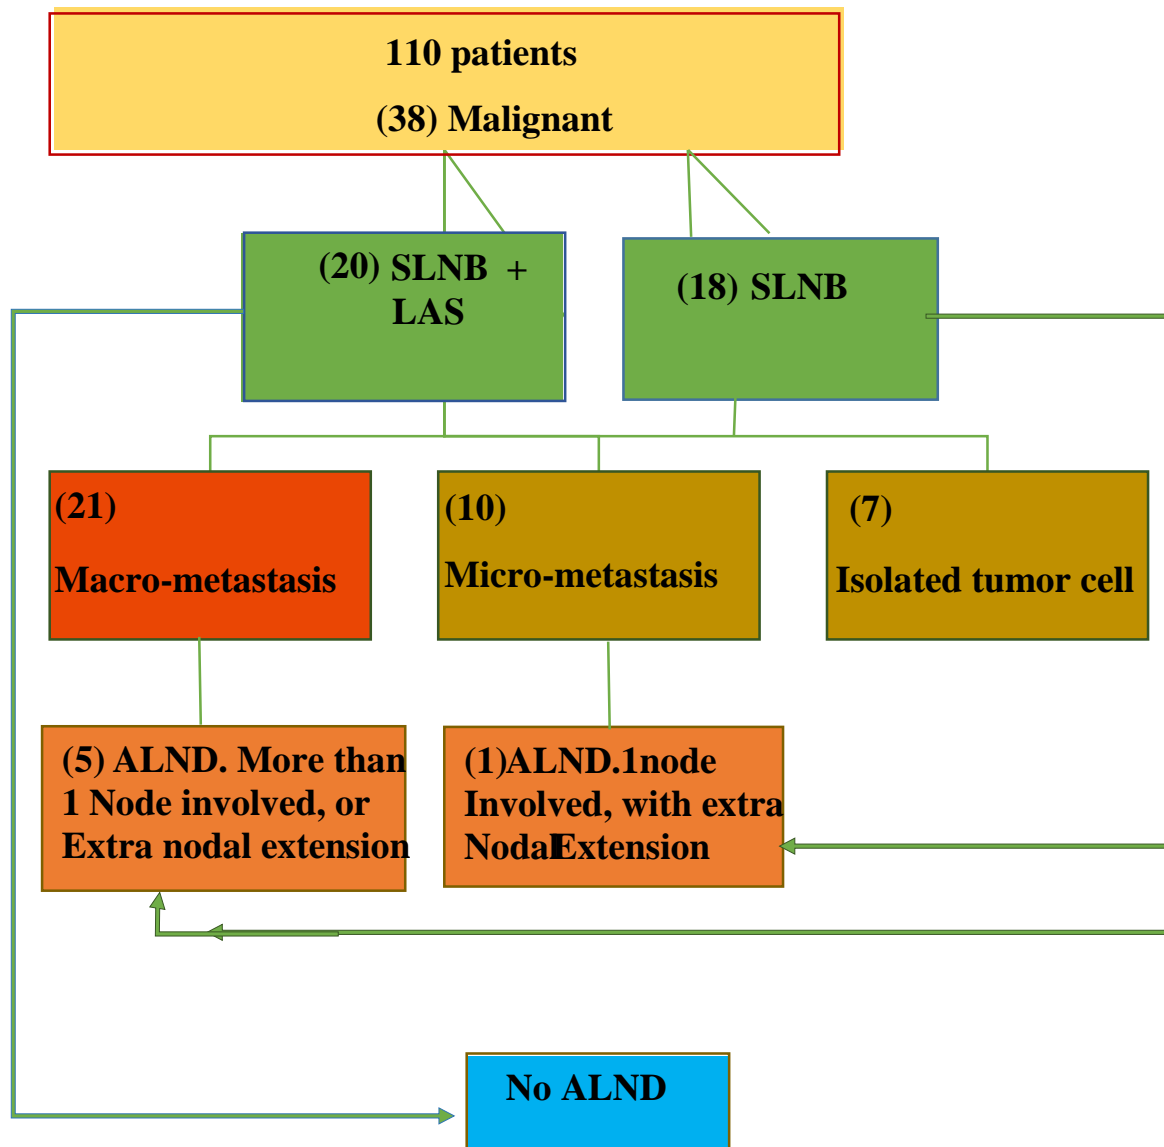 110 patients
(38) Malignant
(20) SLNB +
LAS
(18) SLNB
(21)
Macro-metastasis
(10)
Micro-metastasis
(7)
Isolated tumor cell
(5) ALND. More than
1 Node involved, or
Extra nodal extension
(1)ALND.1node
Involved, with extra
NodalExtension
No ALND